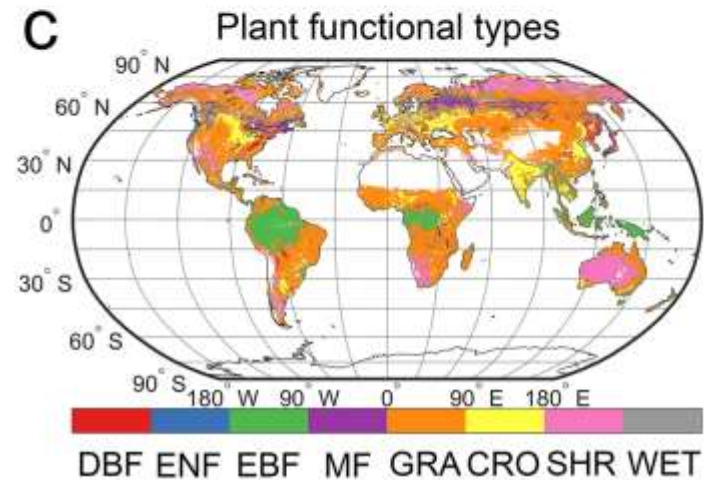 C Plant functional types
90° N
60° N
30° N
0°
30° S
60° S
90° S
180° W 90° W 0° 90° E 180° E
DBF ENF EBF MF GRA CRO SHR WET